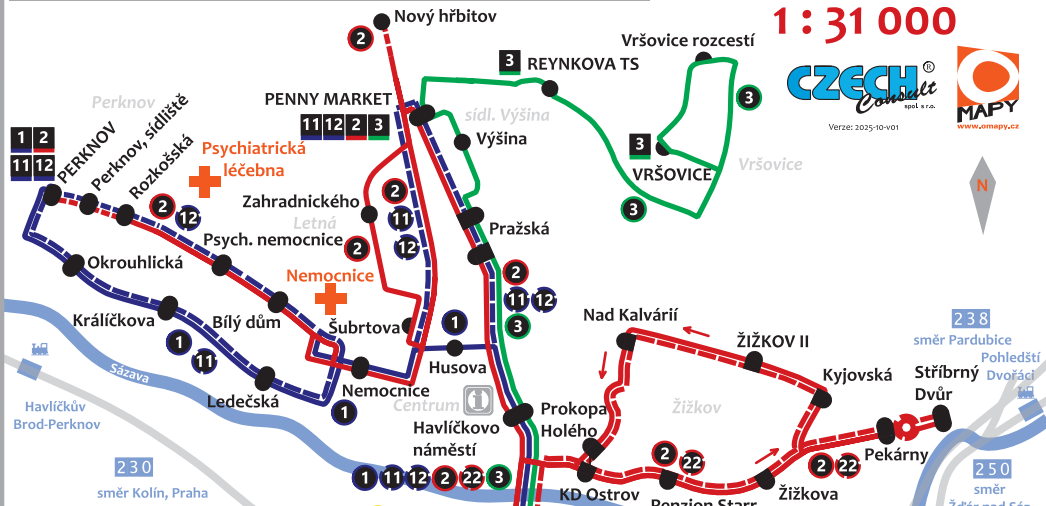 Nový hřbitov
2
1 : 31 000
Vršovice rozcestí
3
REYNKOVA TS
CZECH
Consult
®
spol. s r.o.
Verze: 2025-10-v01
MAPY
www.omapy.cz
N
Perknov
PENNY MARKET
11 12 2 3
sídl. Výšina
Výšina
3
3
VRŠOVICE
Vršovice
3
1 2
11 12
PERKNOV
Perknov, sídliště
Rozkošská
Psychiatrická
léčebna
2
12
Zahradnického
Letná
2
11
12
2
Psych. nemocnice
Pražská
Okrouhlická
Nemocnice
2
11 12
3
Králíčkova
Bílý dům
Šubrtova
1
Husova
1
11
Nad Kalvárií
ŽIŽKOV II
238
směr Pardubice
Pohledští
Dvořáci
Stříbrný
Dvůr
Kyjovská
Sázava
Ledečská
1
Nemocnice
Centrum
i
Havlíčkovo
náměstí
Prokopa
Holého
Žižkov
Havlíčkův
Brod-Perknov
230
směr Kolín, Praha
1 11 12 2 22 3
KD Ostrov
2
22
Penzion Starr
Žižkova
2 22
Pekárny
250
směr